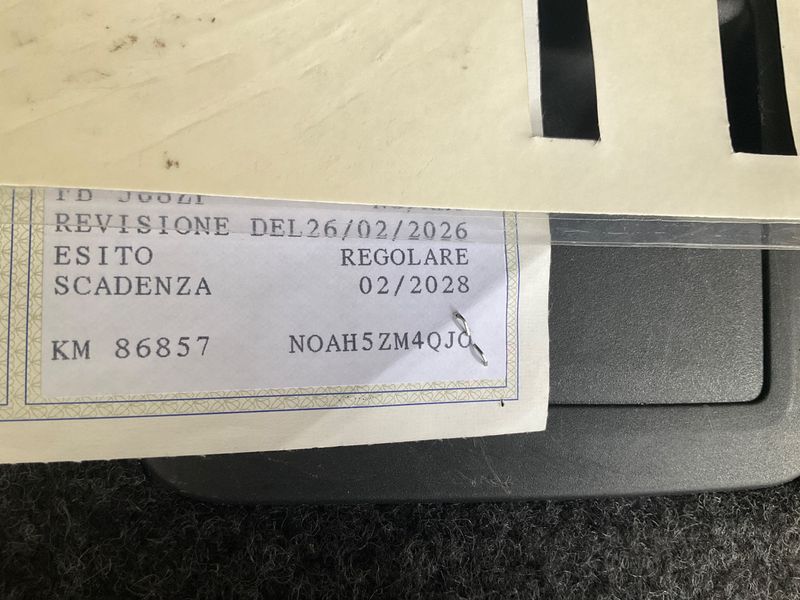 REVISIONE DEL26/02/2026
ESITO REGOLARE
SCADENZA 02/2028
KM 86857 NOAH5ZM4QJO